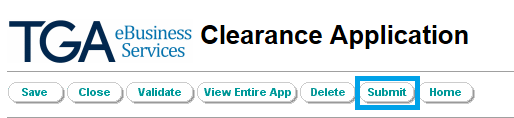 TGA eBusiness Services Clearance Application
Save Close Validate View Entire App Delete Submit Home